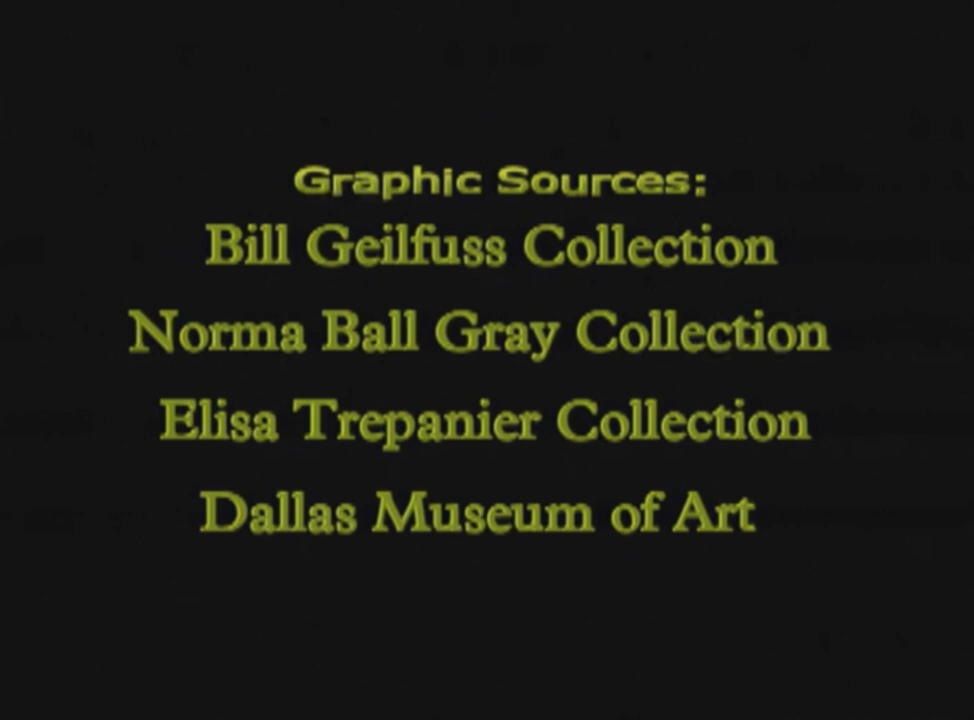 Graphic Sources:
Bill Geilfuss Collection
Norma Ball Gray Collection
Elisa Trepanier Collection
Dallas Museum of Art